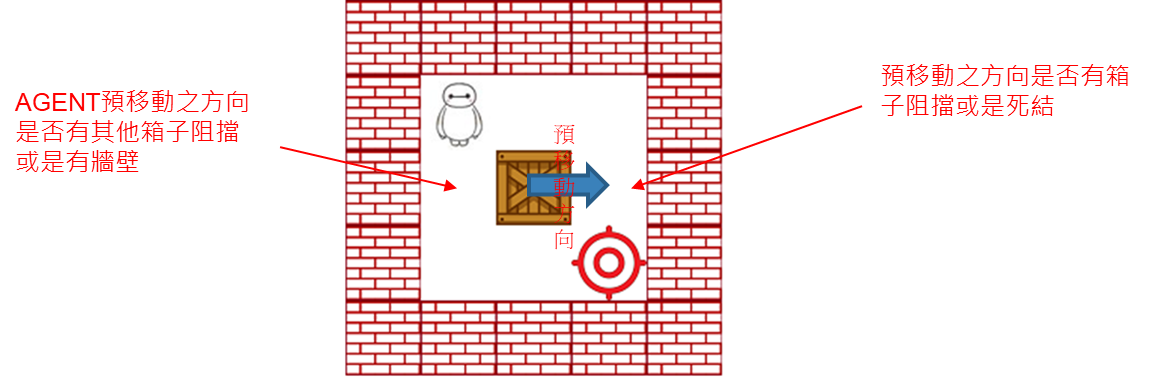 AGENT預移動之方向
是否有其他箱子阻擋
或是有牆壁
預移動方向
預移動之方向是否有箱
子阻擋或是死結